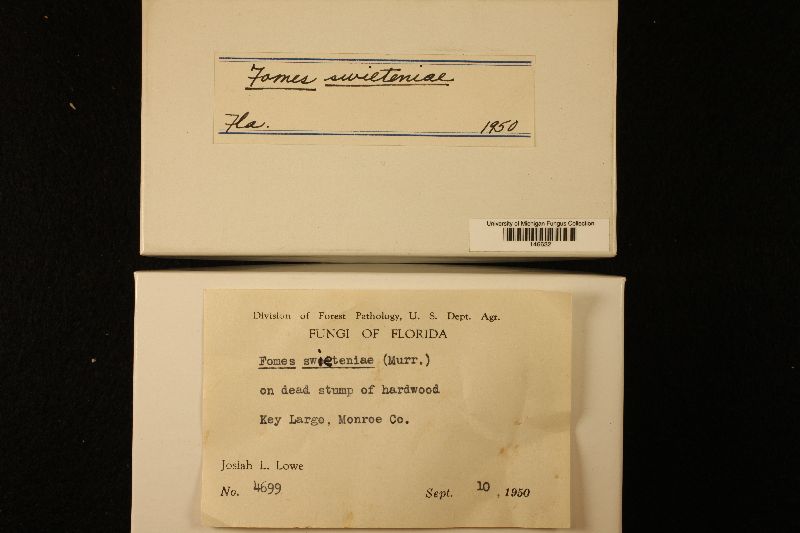 Fomes swieteniae
Fla. 1950
University of Michigan Fungus Collection
146632
Division of Forest Pathology, U. S. Dept. Agr.
FUNGI OF FLORIDA
Fomes swieteniae (Murr.)
on dead stump of hardwood
Key Largo, Monroe Co.
Josiah L. Lowe
No. 4699 Sept. 10, 1950